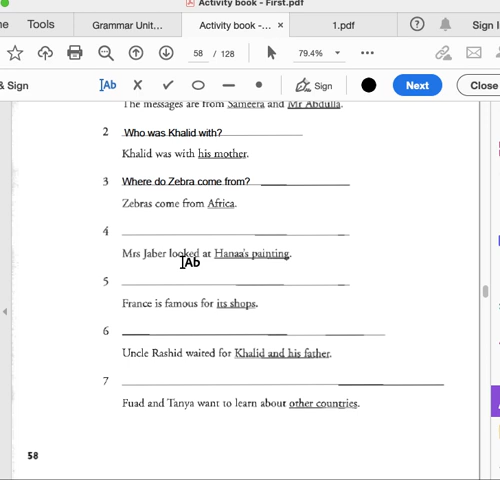 Activity book - First.pdf
me Tools Grammar Unit... Activity book -... × 1.pdf ? Sign I
58 / 128 79.4%
& Sign Ab Sign Next Close
The messages are from Sameera and Mr Abdulla.
2 Who was Khalid with?
Khalid was with his mother.
3 Where do Zebra come from?
Zebras come from Africa.
4
Mrs Jaber looked at Hanaa's painting.
Ab
5
France is famous for its shops.
6
Uncle Rashid waited for Khalid and his father.
7
Fuad and Tanya want to learn about other countries.
58